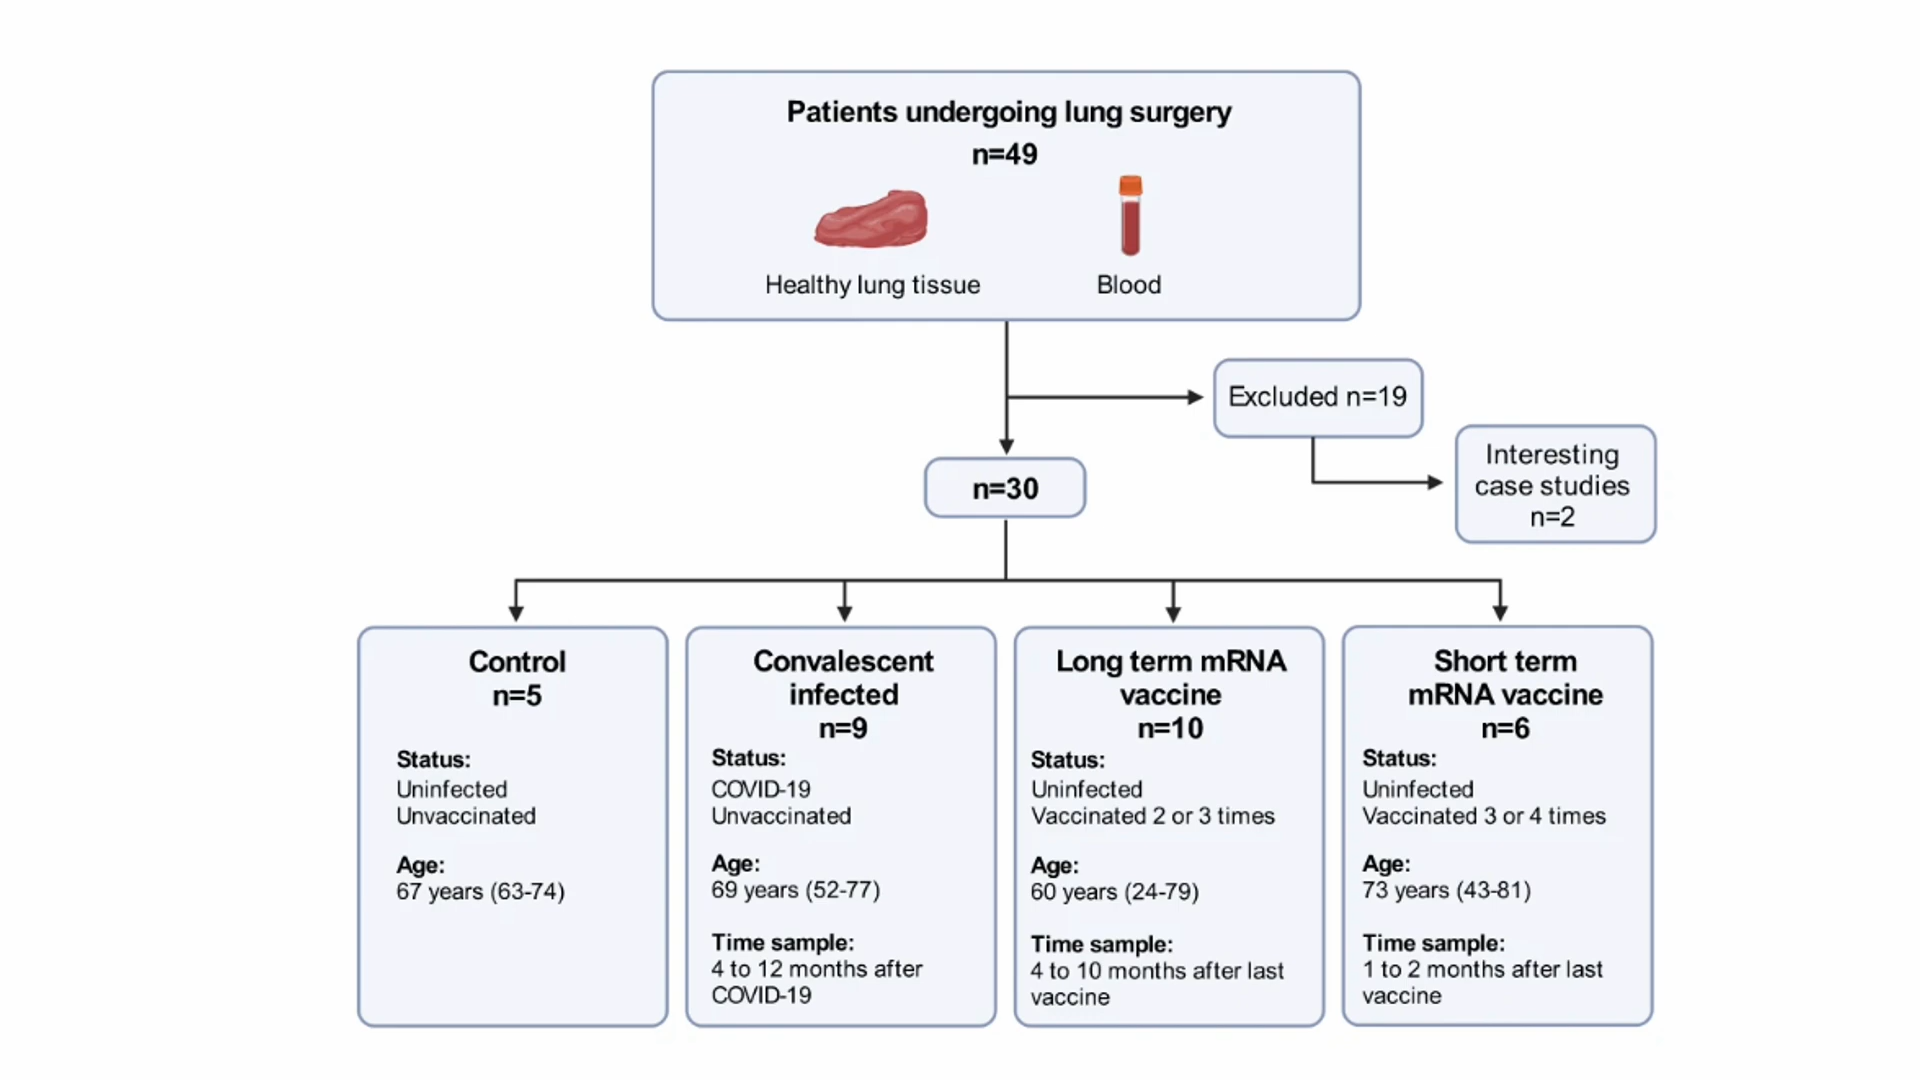 Patients undergoing lung surgery
n=49
Healthy lung tissue
Blood
Excluded n=19
Interesting
case studies
n=2
n=30
Control
n=5
Status:
Uninfected
Unvaccinated
Age:
67 years (63-74)
Convalescent
infected
n=9
Status:
COVID-19
Unvaccinated
Age:
69 years (52-77)
Time sample:
4 to 12 months after
COVID-19
Long term mRNA
vaccine
n=10
Status:
Uninfected
Vaccinated 2 or 3 times
Age:
60 years (24-79)
Time sample:
4 to 10 months after last
vaccine
Short term
mRNA vaccine
n=6
Status:
Uninfected
Vaccinated 3 or 4 times
Age:
73 years (43-81)
Time sample:
1 to 2 months after last
vaccine